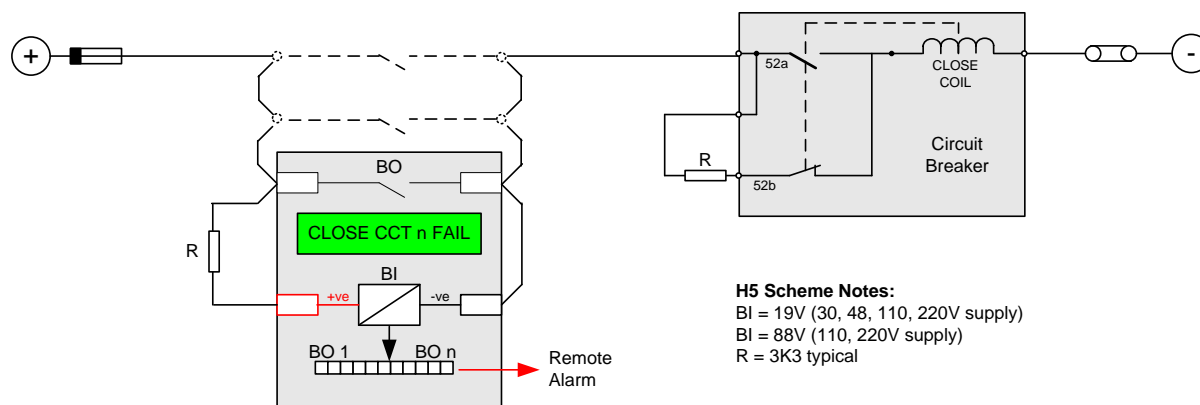 +
-
52a
CLOSE
COIL
BO
R
52b
Circuit
Breaker
CLOSE CCT n FAIL
R
BI
+ve
-ve
H5 Scheme Notes:
BI = 19V (30, 48, 110, 220V supply)
BI = 88V (110, 220V supply)
R = 3K3 typical
BO 1 BO n
Remote
Alarm